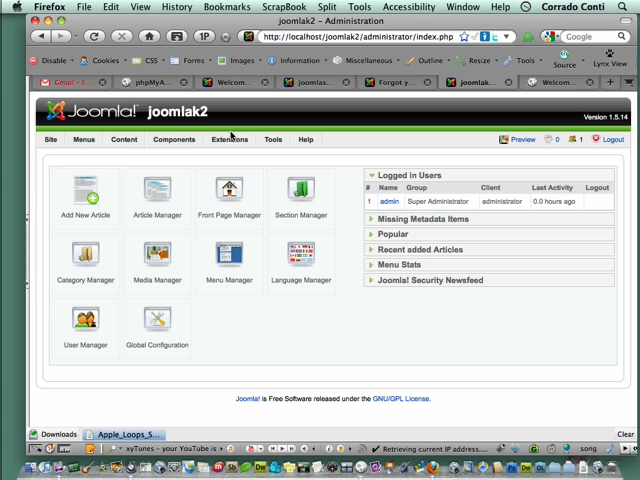 Firefox File Edit View History Bookmarks ScrapBook Split Tools Accessibility Window Help Corrado Conti
joomlak2 - Administration
1P http://localhost/joomlak2/administrator/index.php Google
Disable Cookies CSS Forms Images Information Miscellaneous Outline Resize Tools Source Lynx View
Gmail - I... phpMyA... Welcom... joomlas... Forgot y... joomlak... Welcom...
Joomla! joomlak2
Version 1.5.14
Site Menus Content Components Extensions Tools Help Preview 0 1 Logout
Logged in Users
# Name Group Client Last Activity Logout
1 admin Super Administrator administrator 0.0 hours ago
Missing Metadata Items
Popular
Recent added Articles
Menu Stats
Joomla! Security Newsfeed
Add New Article Article Manager Front Page Manager Section Manager
Category Manager Media Manager Menu Manager Language Manager
User Manager Global Configuration
Joomla! is Free Software released under the GNU/GPL License.
Downloads Apple_Loops_S... Clear
xyTunes - your YouTube is Retrieving current IP address... song